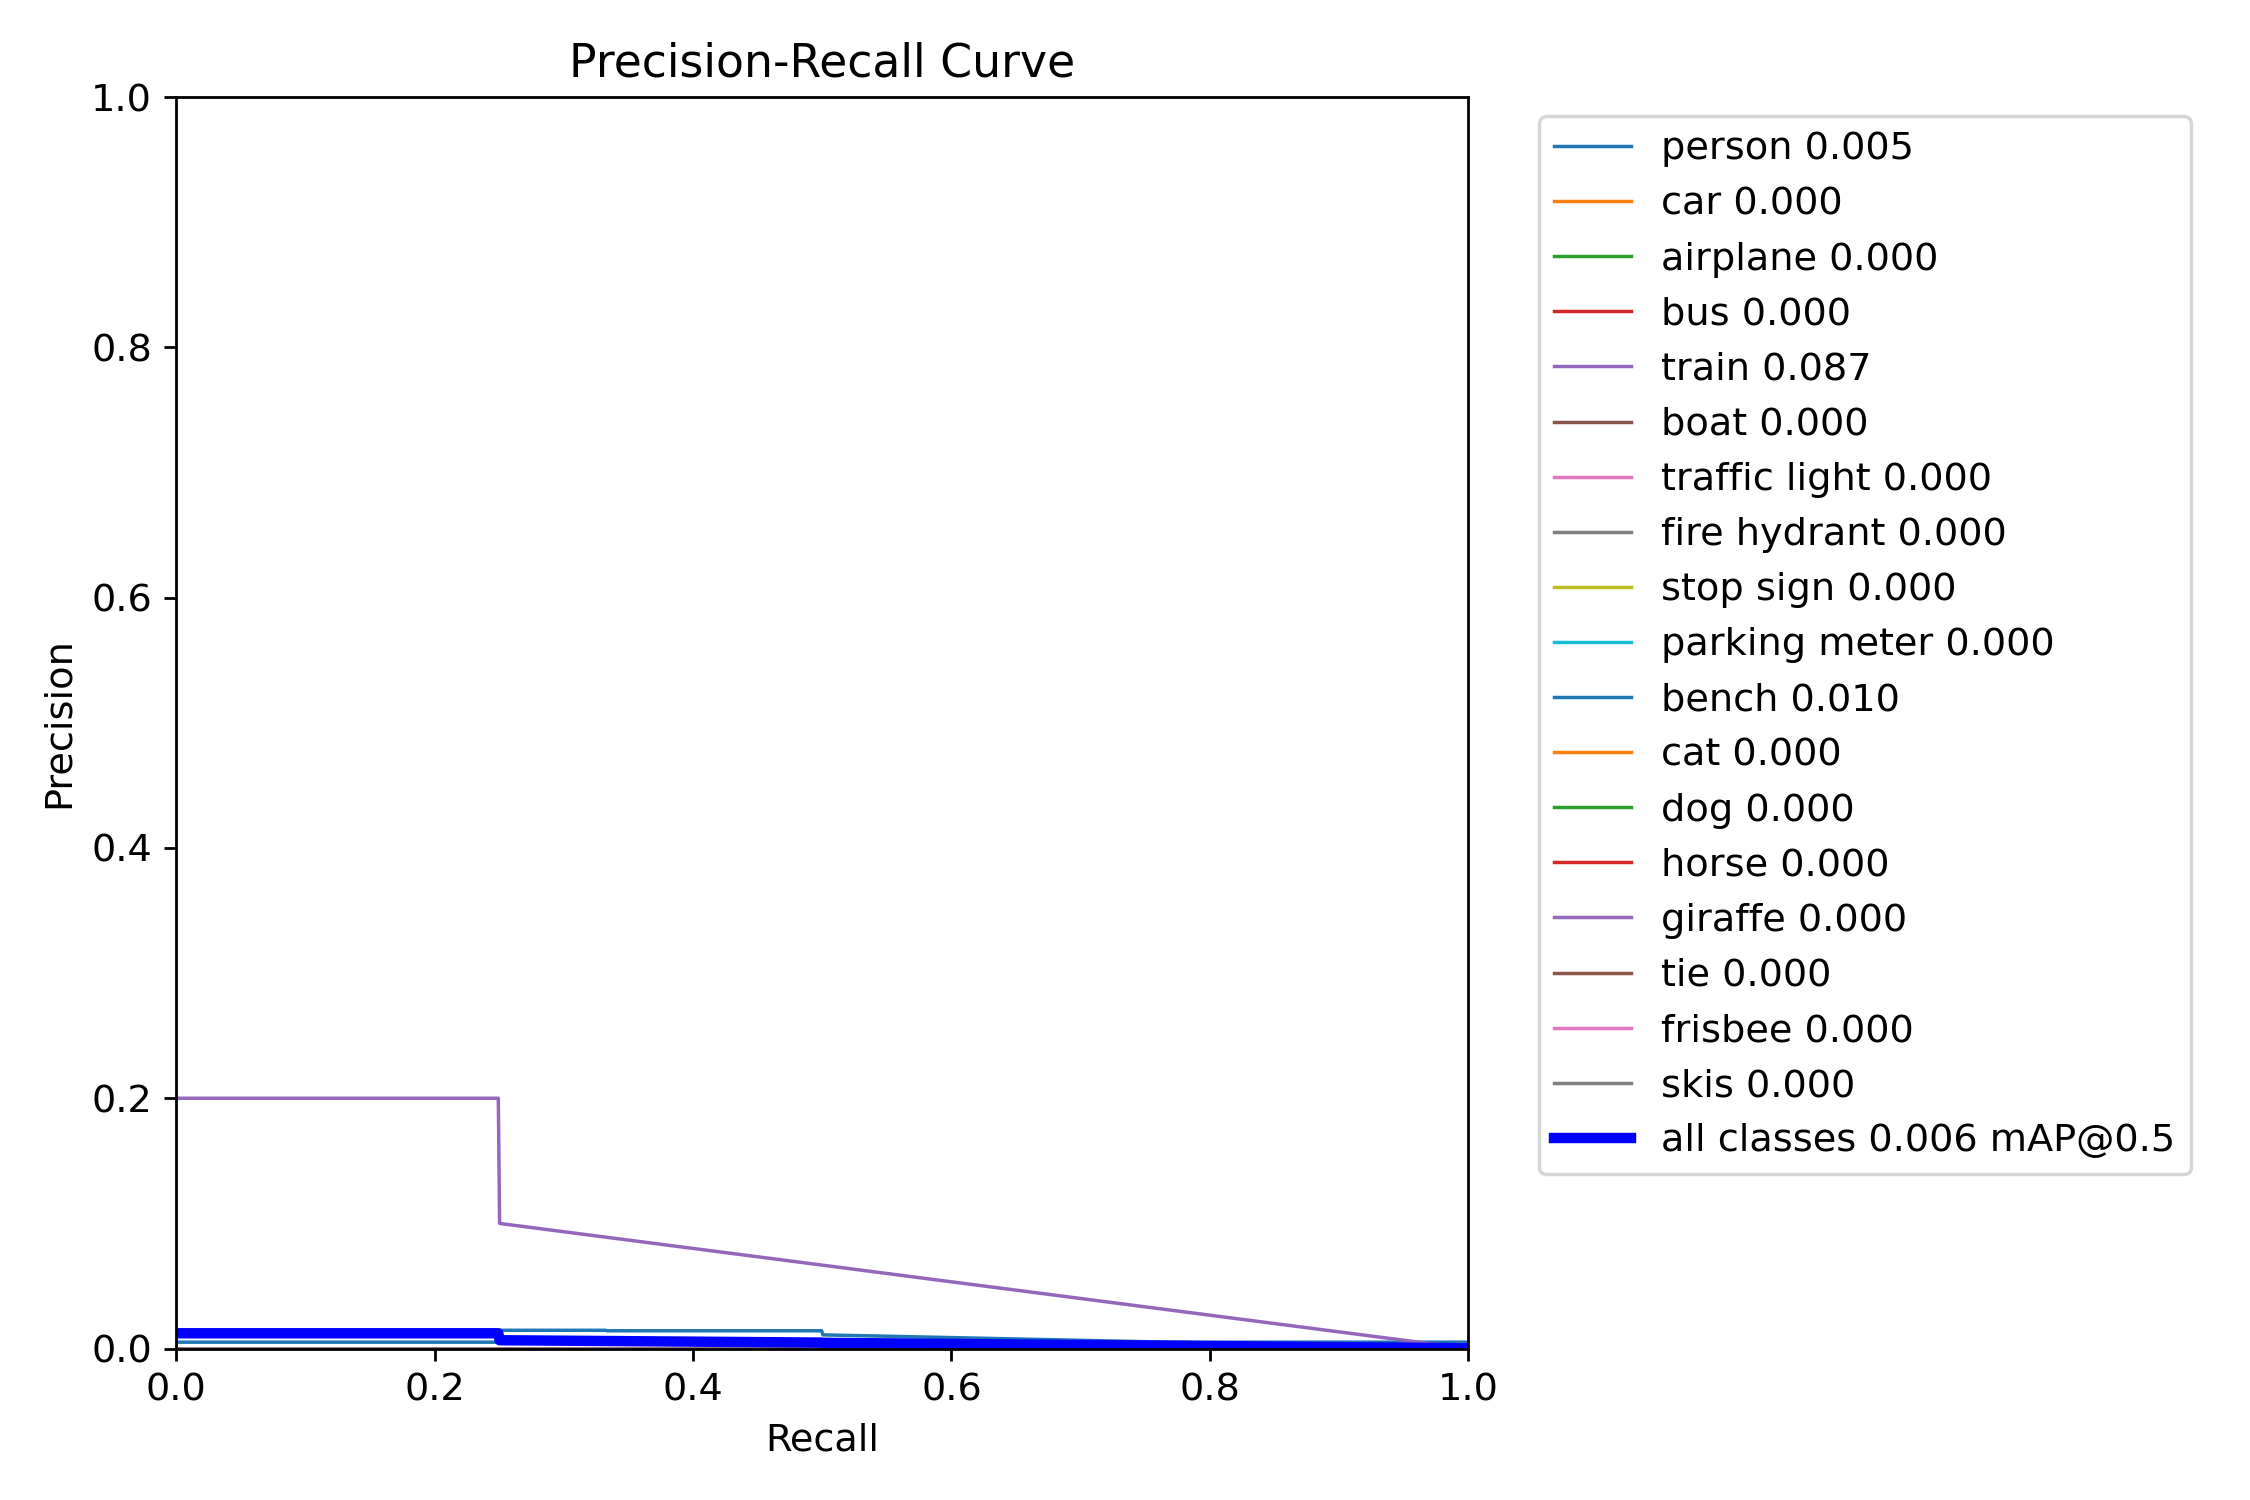 Precision-Recall Curve
1.0
0.8
0.6
0.4
0.2
0.0
Precision
0.0 0.2 0.4 0.6 0.8 1.0
Recall
person 0.005
car 0.000
airplane 0.000
bus 0.000
train 0.087
boat 0.000
traffic light 0.000
fire hydrant 0.000
stop sign 0.000
parking meter 0.000
bench 0.010
cat 0.000
dog 0.000
horse 0.000
giraffe 0.000
tie 0.000
frisbee 0.000
skis 0.000
all classes 0.006 mAP@0.5